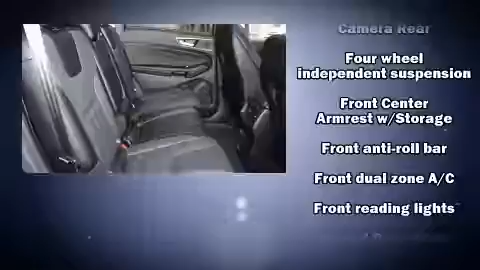 Camera Rear
Four wheel
independent suspension
Front Center
Armrest w/Storage
Front anti-roll bar
Front dual zone A/C
Front reading lights